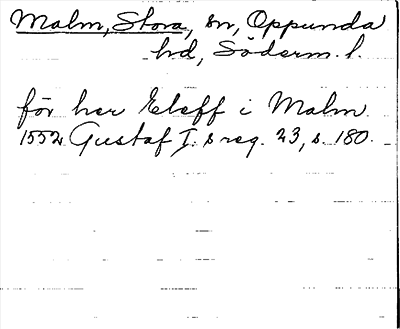 Malm, Stora, sn, Oppunda
hd, Söderm. l.
för her Eleff i Malm
1552 Gustaf I:s reg. 23, s. 180.